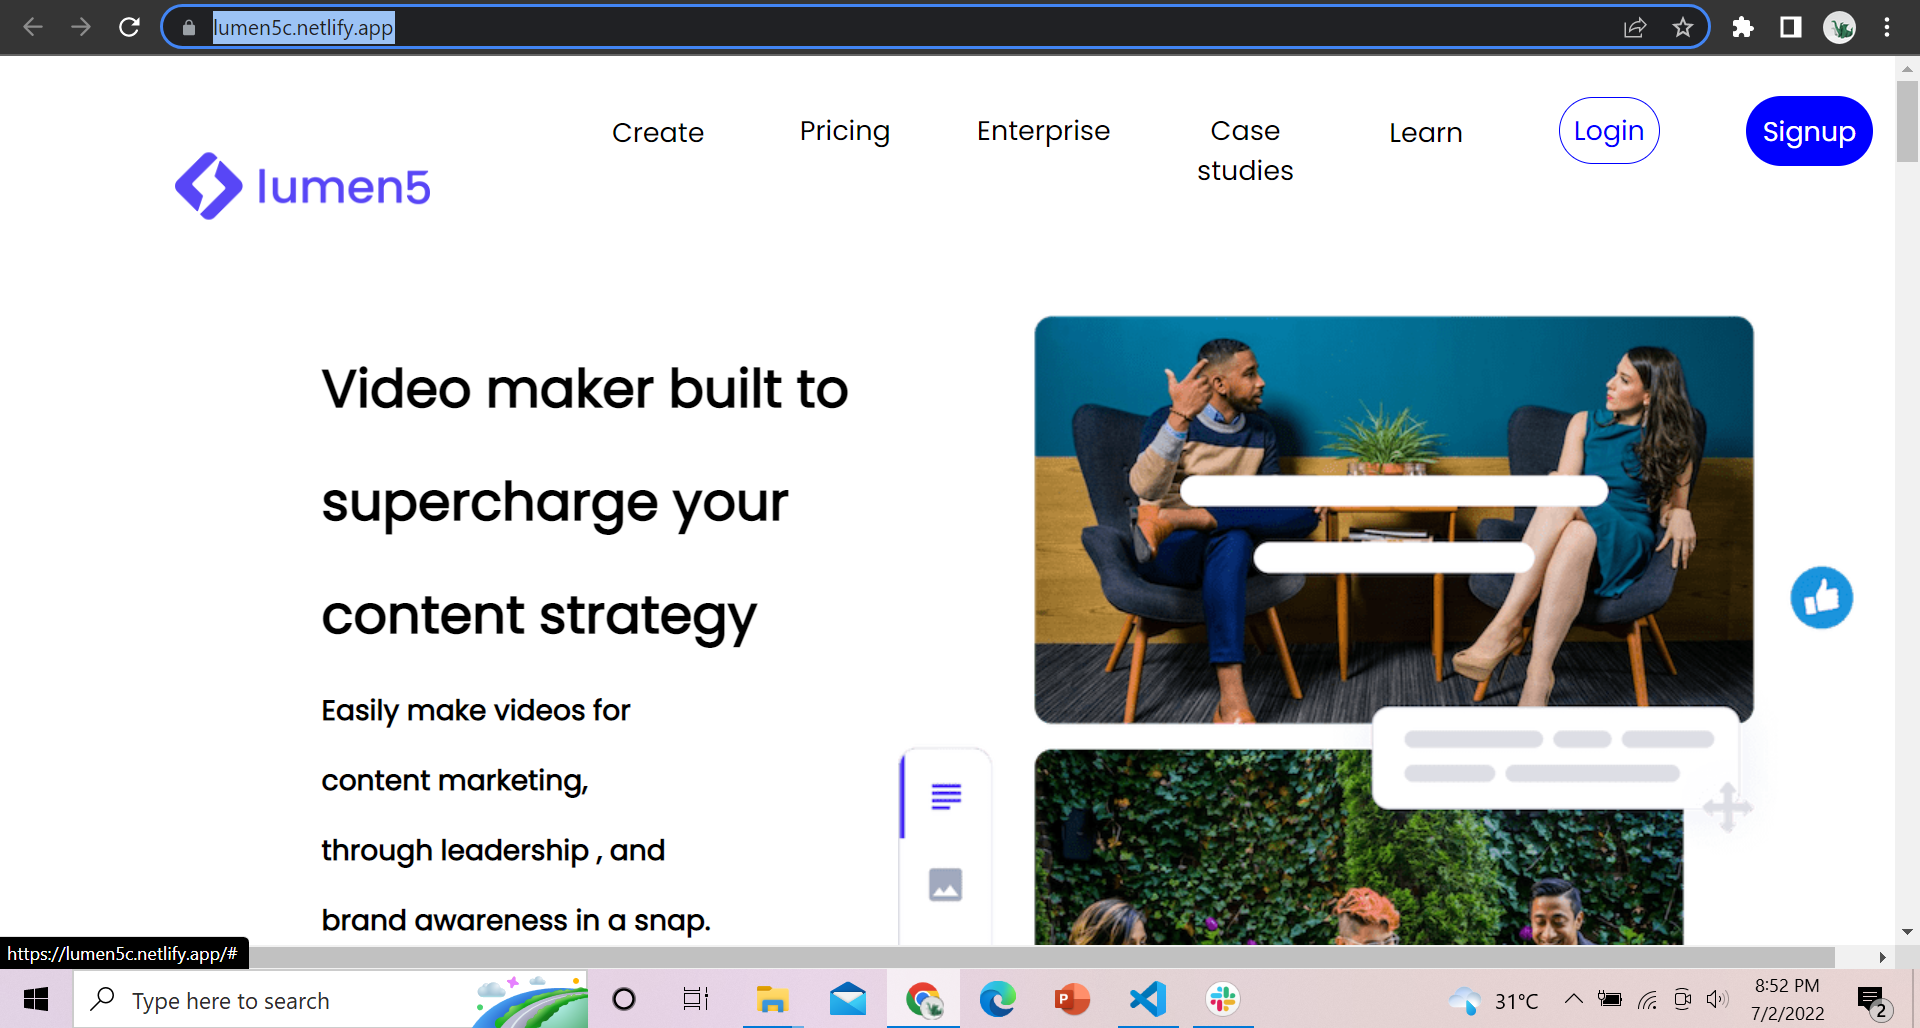 lumen5c.netlify.app
Create
Pricing
Enterprise
Case
studies
Learn
Login
Signup
lumen5
Video maker built to
supercharge your
content strategy
Easily make videos for
content marketing,
through leadership , and
brand awareness in a snap.
https://lumen5c.netlify.app/#
Type here to search
31°C
8:52 PM
7/2/2022
2